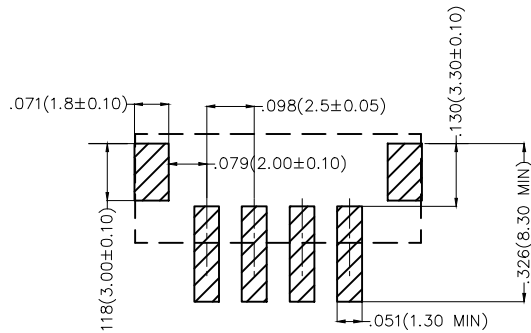 .071(1.8±0.10)
.098(2.5±0.05)
.079(2.00±0.10)
.130(3.30±0.10)
.326(8.30 MIN)
118(3.00±0.10)
.051(1.30 MIN)